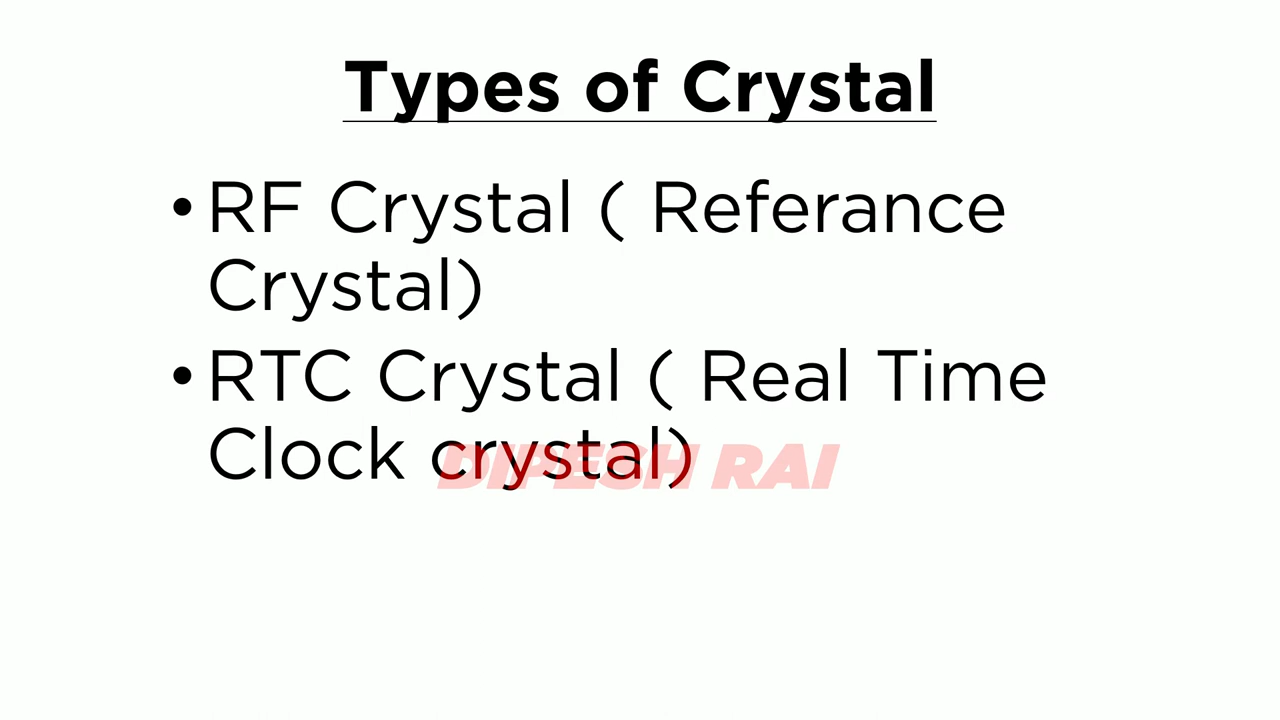 Types of Crystal
•RF Crystal ( Referance
Crystal)
•RTC Crystal ( Real Time
Clock crystal)
DIPESH RAI